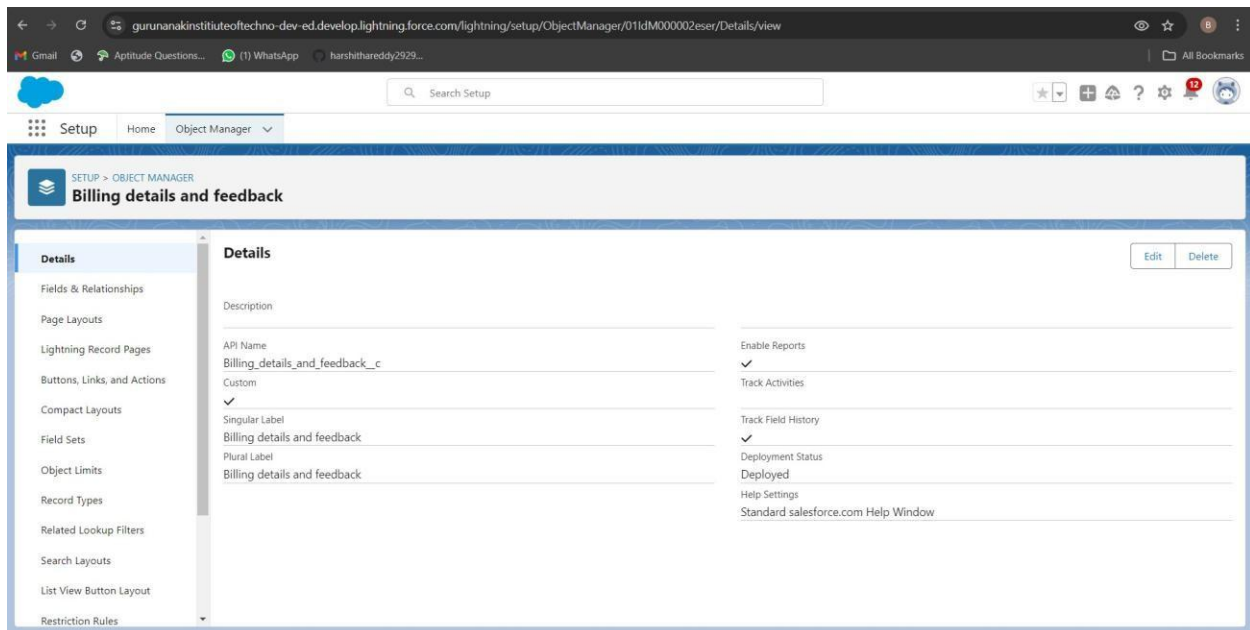 gurunanakinstitiuteoftechno-dev-ed.develop.lightning.force.com/lightning/setup/ObjectManager/01IdM000002eser/Details/view
B
Gmail Aptitude Questions... (1) WhatsApp harshithareddy2929... All Bookmarks
Search Setup
12
Setup Home Object Manager
SETUP > OBJECT MANAGER
Billing details and feedback
Details
Fields & Relationships
Page Layouts
Lightning Record Pages
Buttons, Links, and Actions
Compact Layouts
Field Sets
Object Limits
Record Types
Related Lookup Filters
Search Layouts
List View Button Layout
Restriction Rules
Details
Edit Delete
Description
API Name
Billing_details_and_feedback__c
Custom
Singular Label
Billing details and feedback
Plural Label
Billing details and feedback
Enable Reports
Track Activities
Track Field History
Deployment Status
Deployed
Help Settings
Standard salesforce.com Help Window